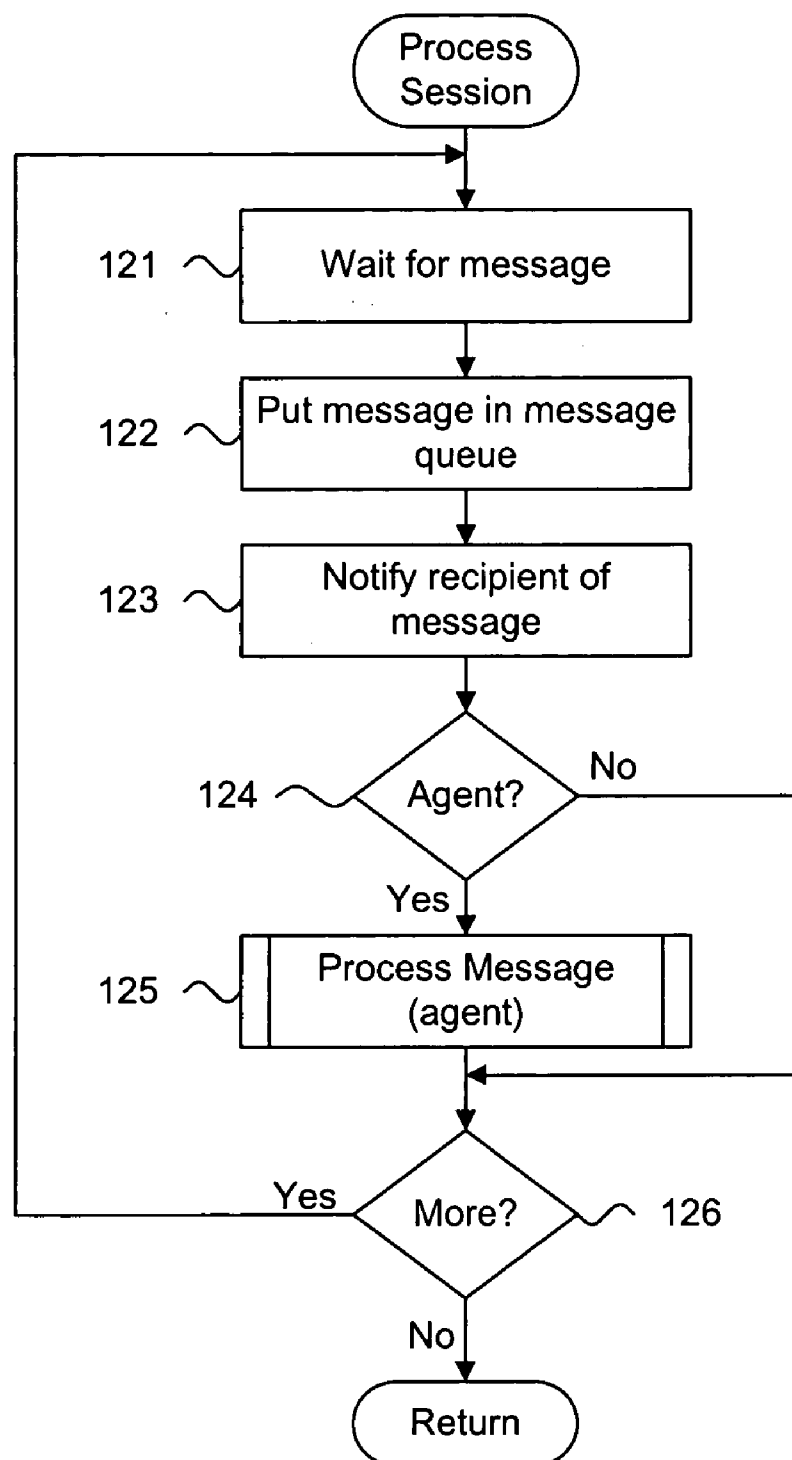 Process
Session
121
Wait for message
122
Put message in message
queue
123
Notify recipient of
message
124
Agent?
No
Yes
125
Process Message
(agent)
Yes
More?
126
No
Return